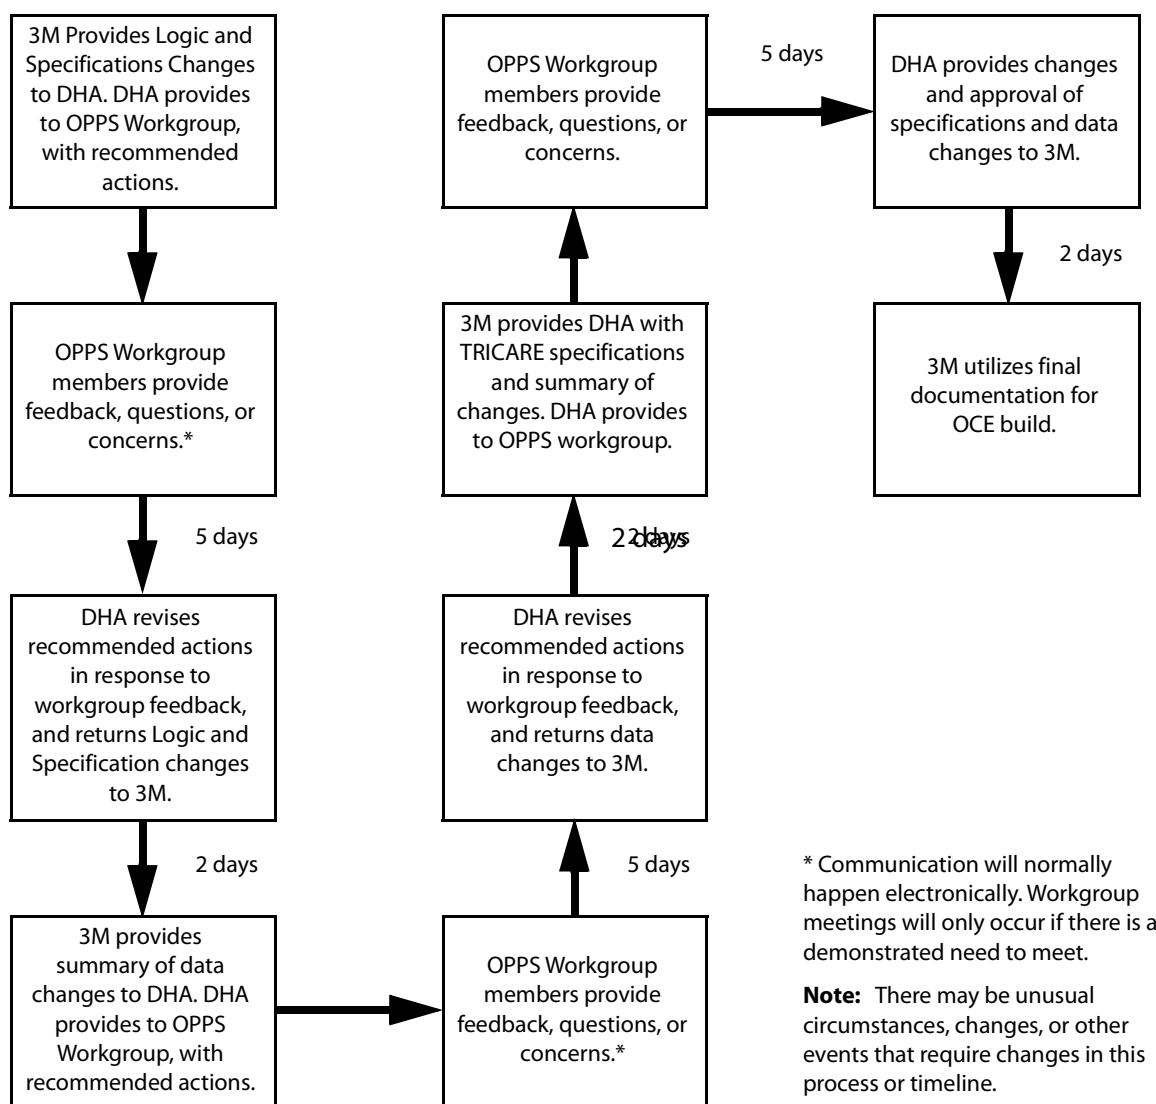 3M Provides Logic and
Specifications Changes
to DHA. DHA provides
to OPPS Workgroup,
with recommended
actions.
OPPS Workgroup
members provide
feedback, questions, or
concerns.*
5 days
DHA revises
recommended actions
in response to
workgroup feedback,
and returns Logic and
Specification changes
to 3M.
2 days
3M provides
summary of data
changes to DHA. DHA
provides to OPPS
Workgroup, with
recommended actions.
OPPS Workgroup
members provide
feedback, questions, or
concerns.*
5 days
DHA revises
recommended actions
in response to
workgroup feedback,
and returns data
changes to 3M.
2 days
2 days
3M provides DHA with
TRICARE specifications
and summary of
changes. DHA provides
to OPPS workgroup.
OPPS Workgroup
members provide
feedback, questions, or
concerns.
5 days
DHA provides changes
and approval of
specifications and data
changes to 3M.
2 days
3M utilizes final
documentation for
OCE build.
* Communication will normally
happen electronically. Workgroup
meetings will only occur if there is a
demonstrated need to meet.
Note: There may be unusual
circumstances, changes, or other
events that require changes in this
process or timeline.